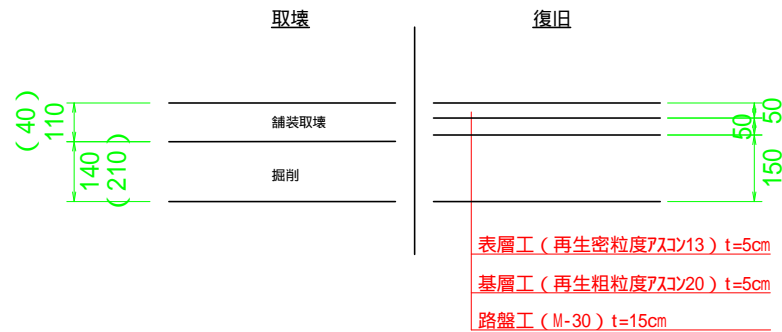 取壊
復旧
(40)
110
舗装取壊
140
(210)
掘削
50
50
150
表層工(再生密粒度ｱｽｺﾝ13)t=5cm
基層工(再生粗粒度ｱｽｺﾝ20)t=5cm
路盤工(M-30)t=15cm